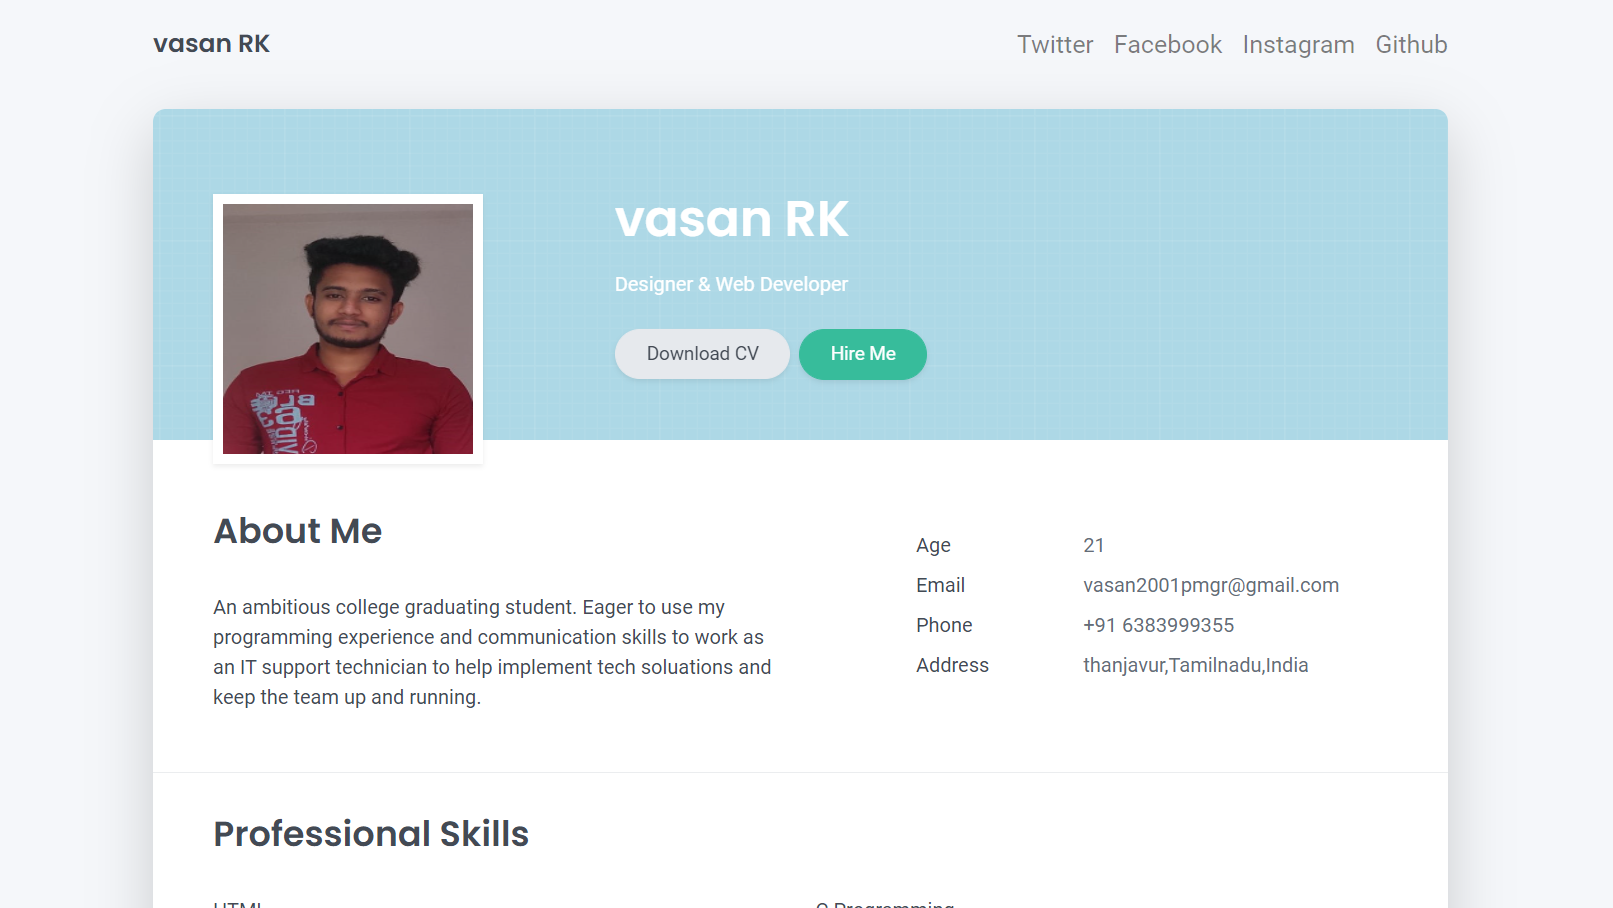 vasan RK
Twitter Facebook Instagram Github
vasan RK
Designer & Web Developer
Download CV Hire Me
About Me
An ambitious college graduating student. Eager to use my
programming experience and communication skills to work as
an IT support technician to help implement tech soluations and
keep the team up and running.
Age 21
Email vasan2001pmgr@gmail.com
Phone +91 6383999355
Address thanjavur,Tamilnadu,India
Professional Skills
HTML C Programming